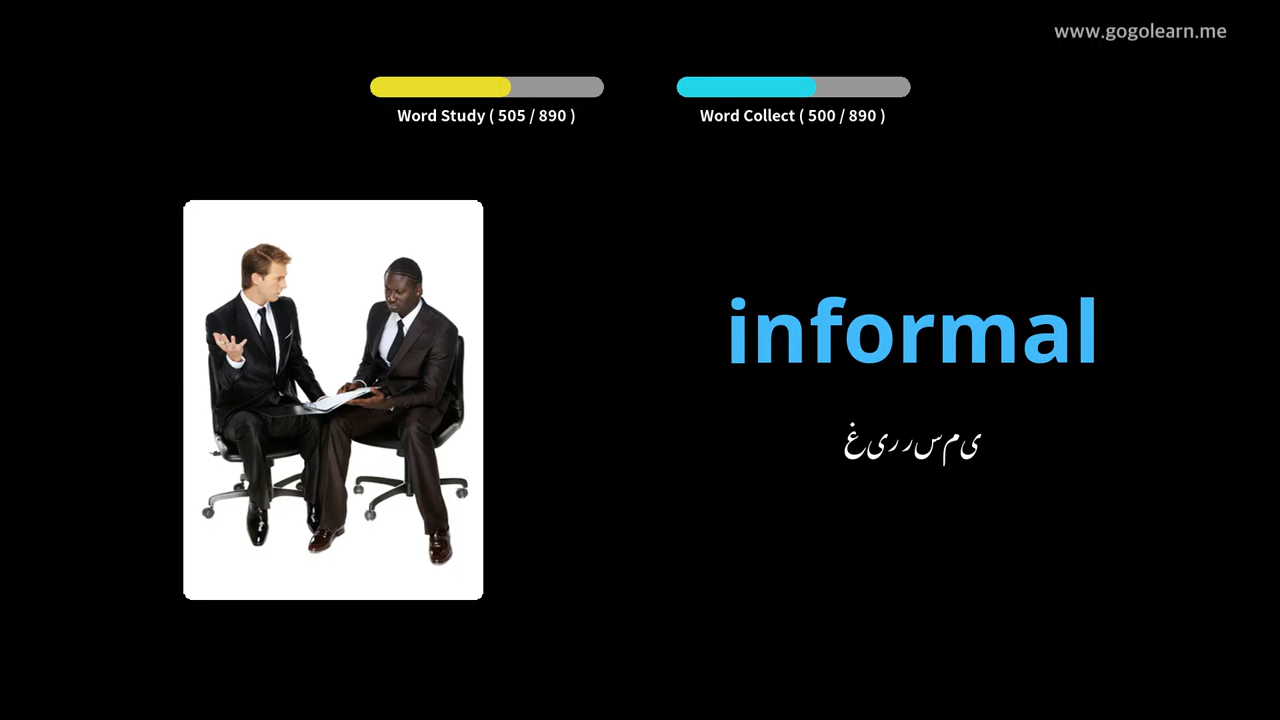 www.gogolearn.me
Word Study ( 505 / 890 )
Word Collect ( 500 / 890 )
informal
غیر رسمی